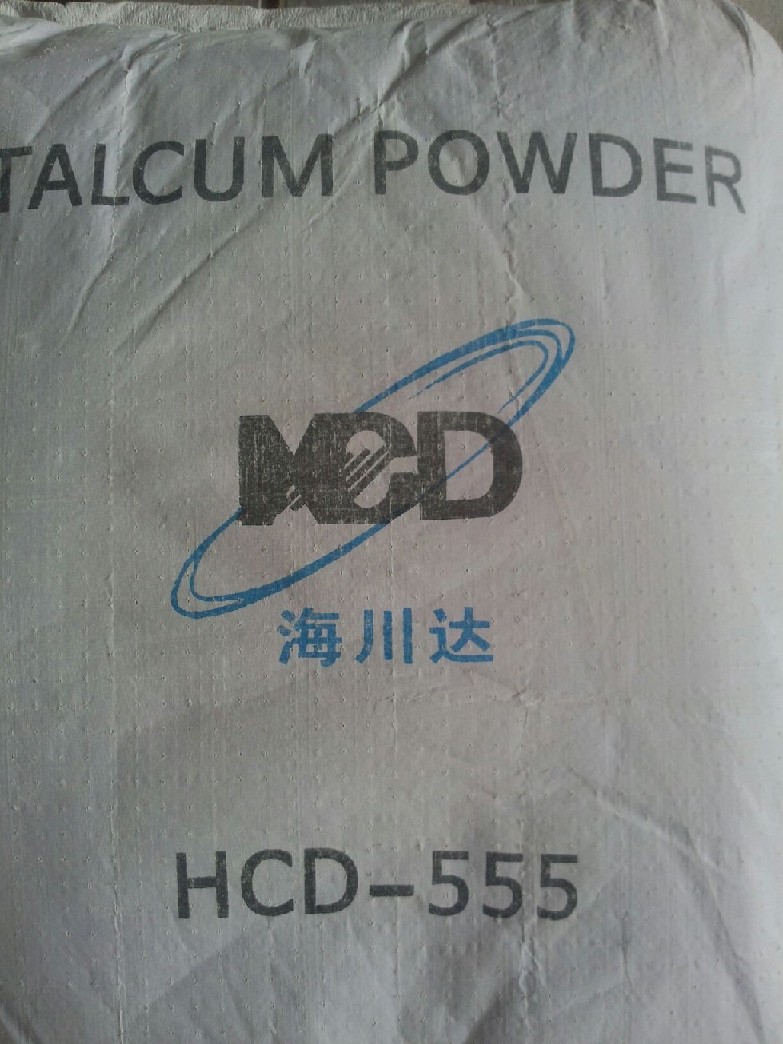 TALCUM POWDER
HCD
海川达
HCD-555